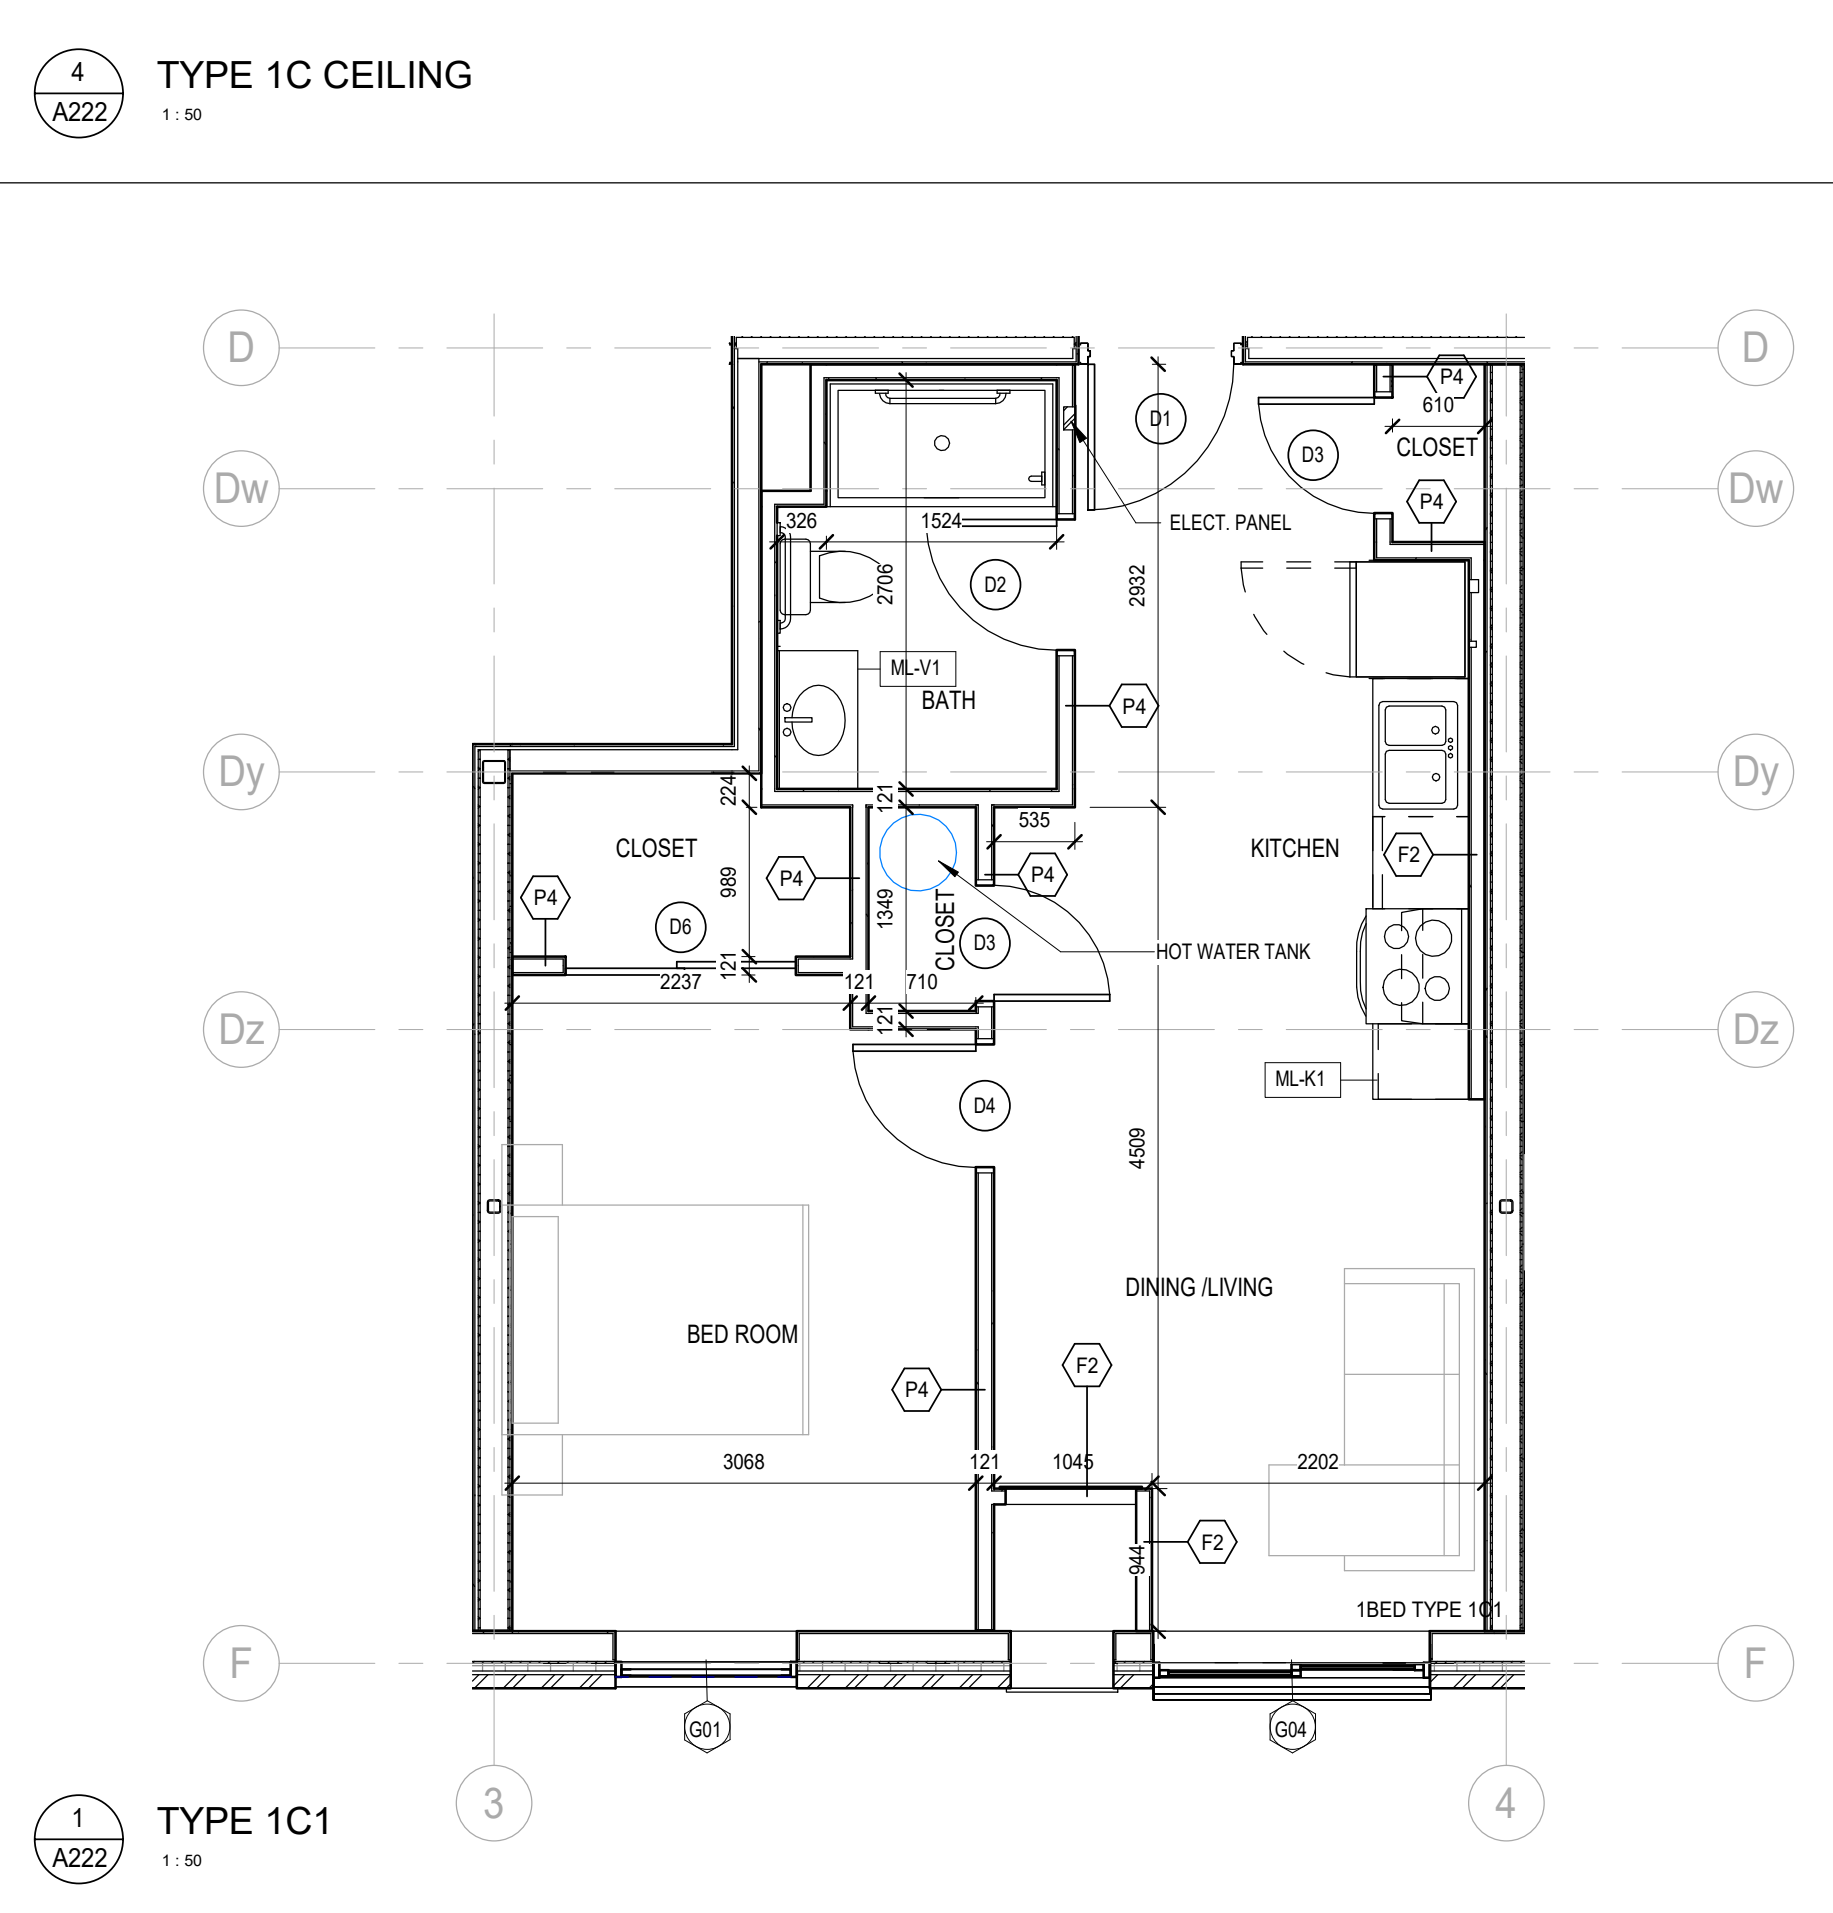 4
A222
TYPE 1C CEILING
1 : 50
D
D
P4
610
D1
D3
CLOSET
Dw
Dw
P4
326
1524
ELECT. PANEL
2706
D2
2932
ML-V1
BATH
P4
Dy
Dy
224
121
535
CLOSET
KITCHEN
F2
989
P4
P4
P4
1349
CLOSET
D6
D3
HOT WATER TANK
121
2237
121
710
121
Dz
Dz
ML-K1
D4
4509
DINING /LIVING
BED ROOM
F2
P4
3068
121
1045
2202
944
F2
1BED TYPE 1C1
F
F
G01
G04
3
4
1
A222
TYPE 1C1
1 : 50